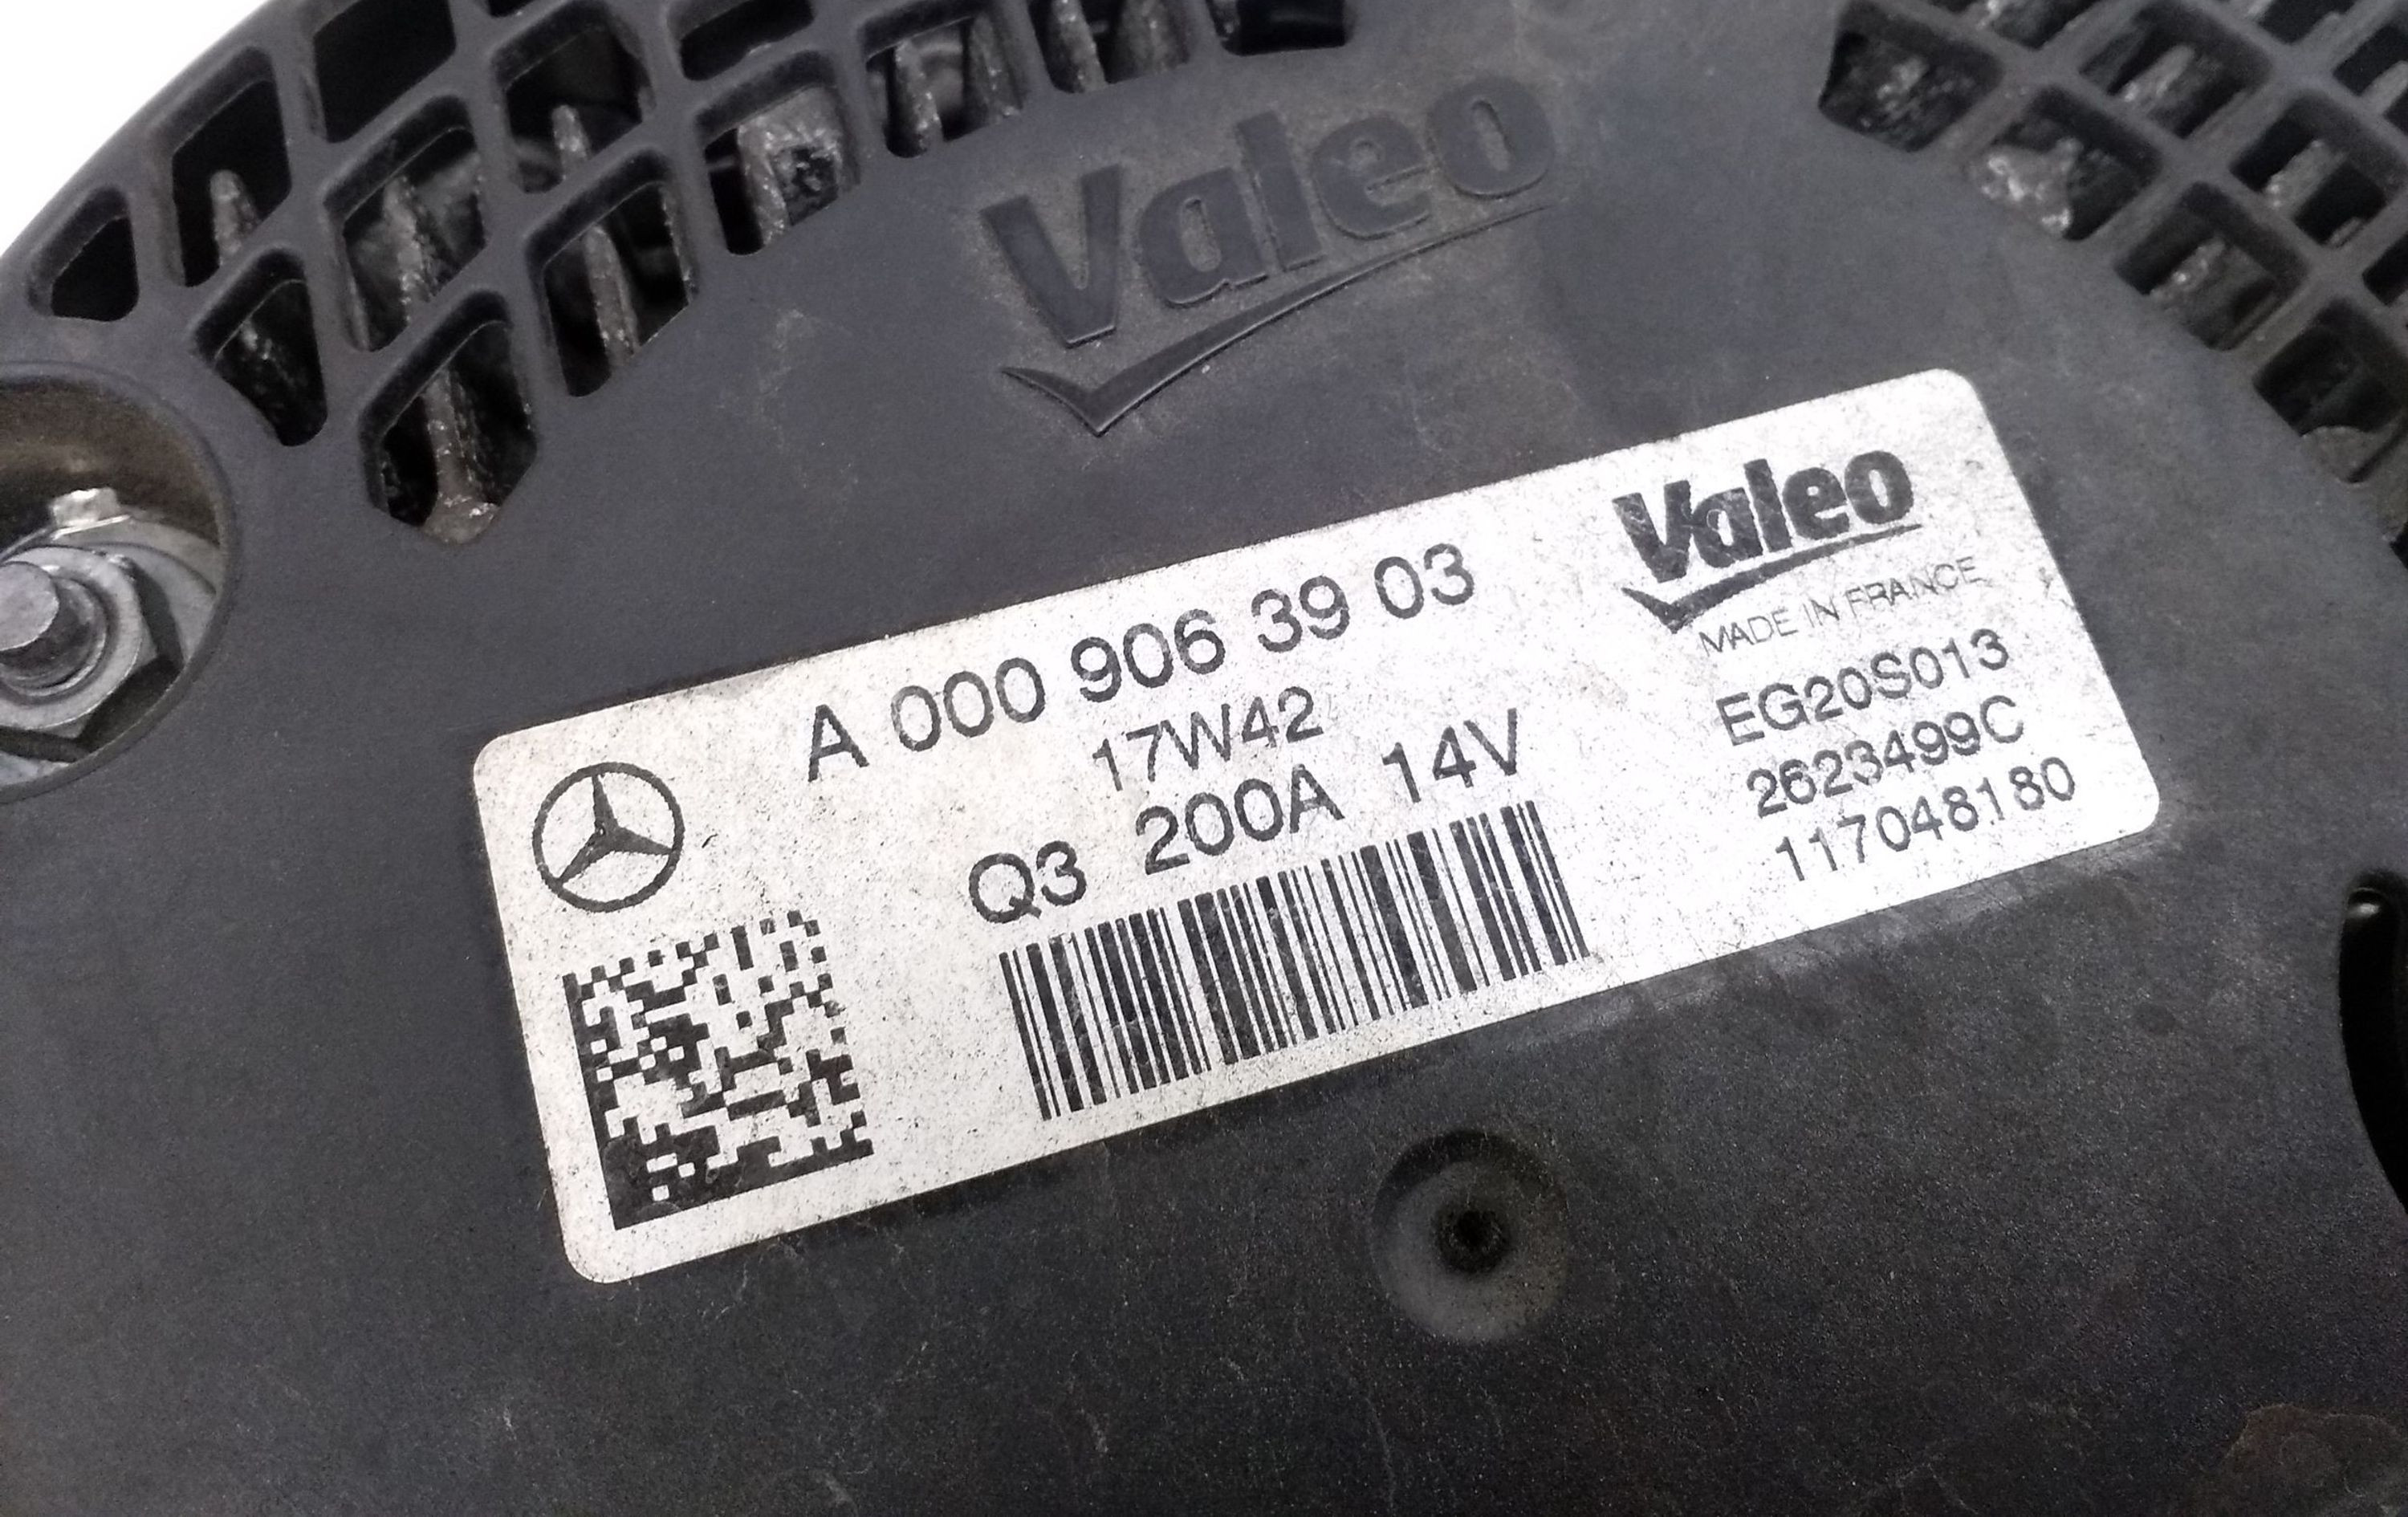 Valeo
Valeo
MADE IN FRANCE
A 000 906 39 03
17W42
Q3 200A 14V
EG20S013
2623499C
117048180